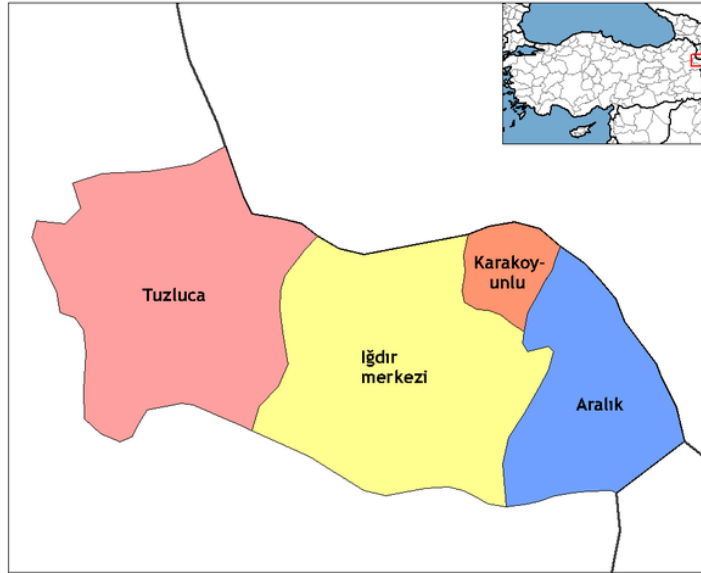 Karakoy-
unlu
Tuzluca
Iğdır
merkezi
Aralık